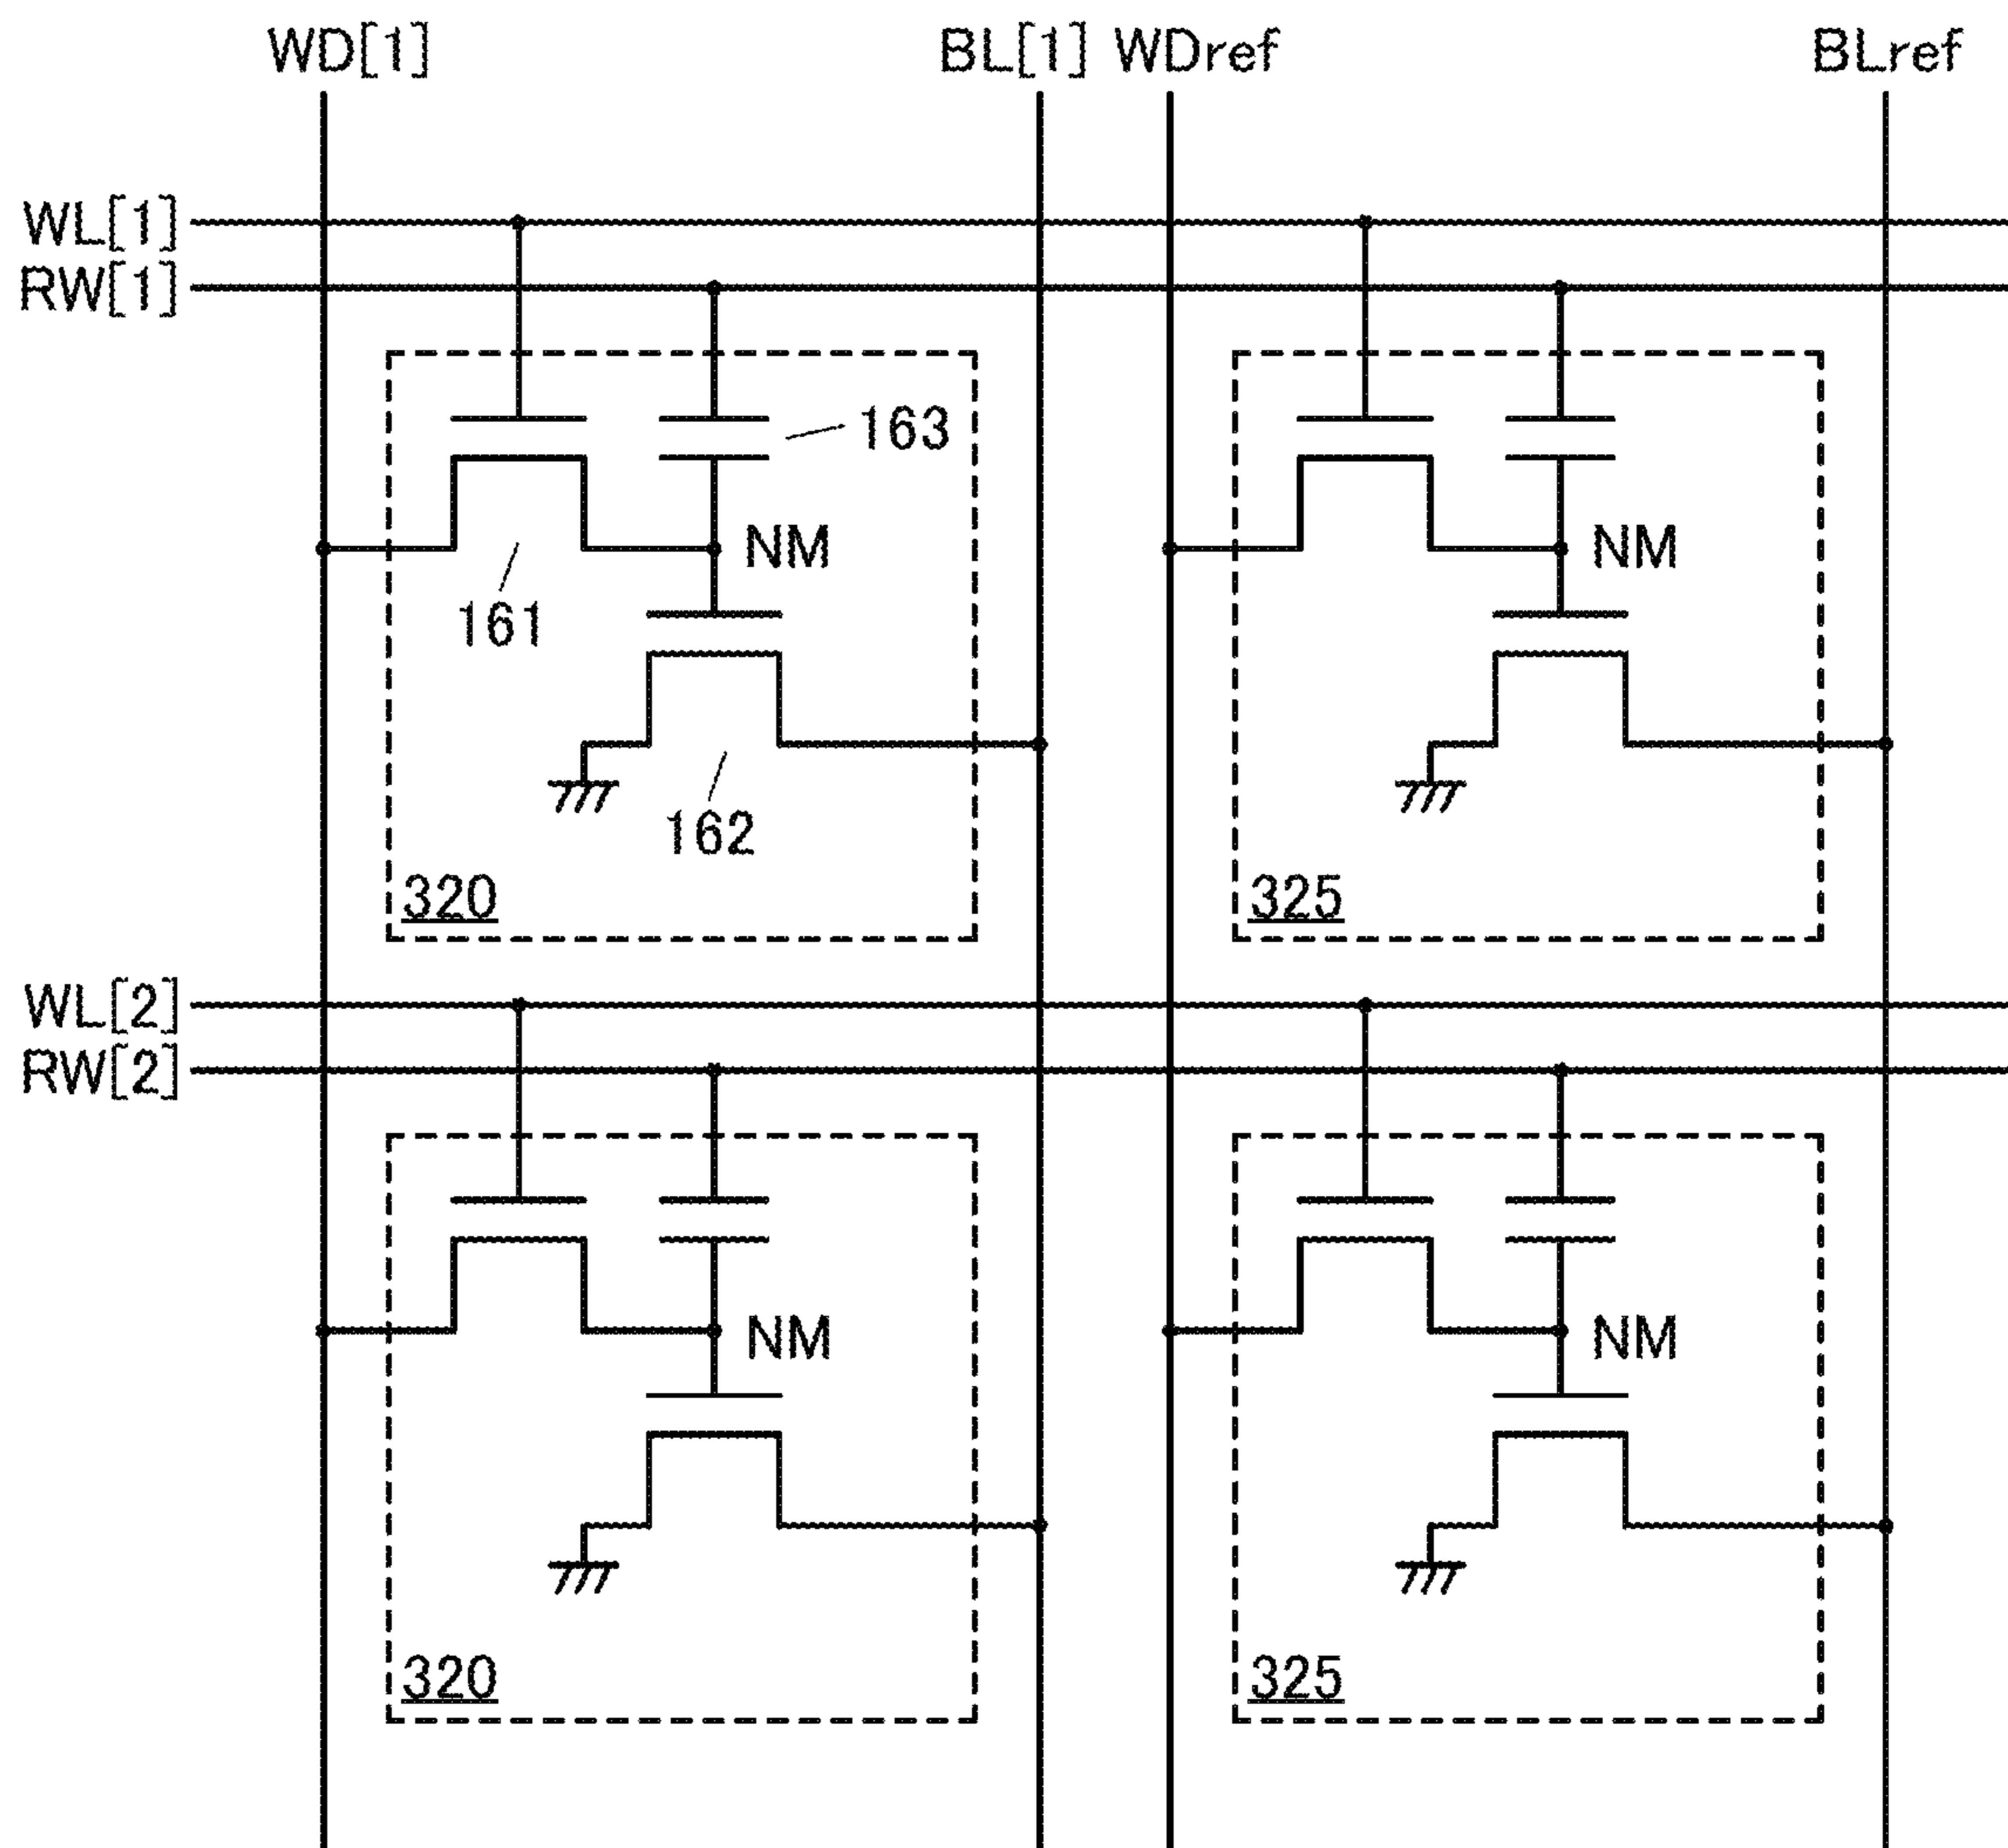 WD[1] BL[1] WDref BLref
WL[1]
RW[1]
163
NM NM
161
162
320 325
WL[2]
RW[2]
NM NM
320 325